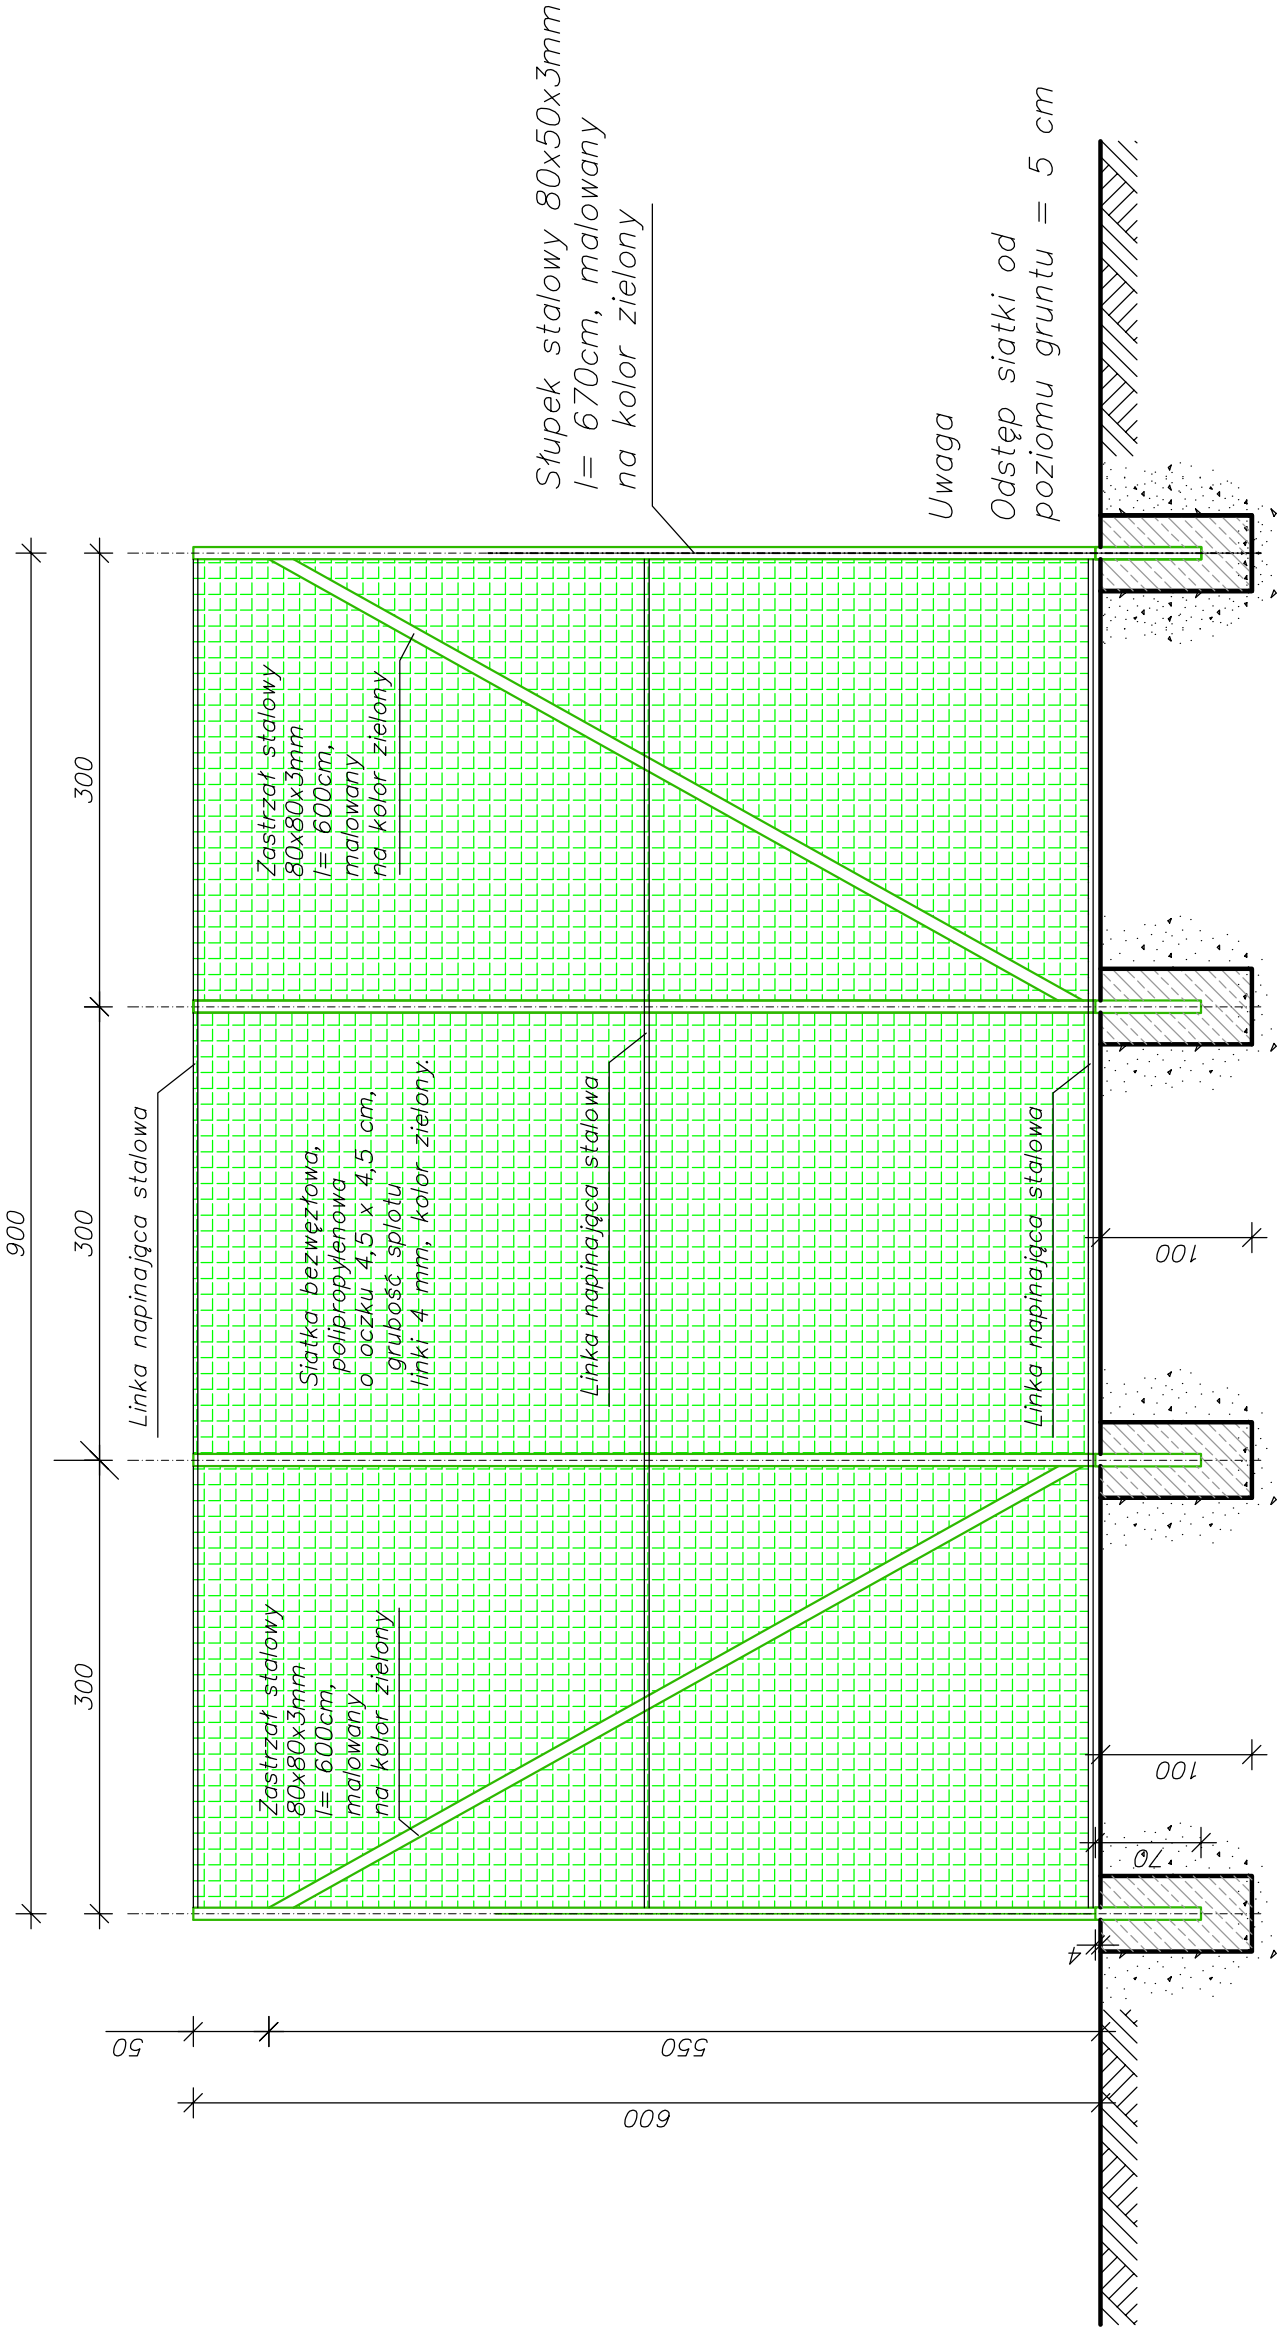 900
300
300
300
Linka napinająca stalowa
Zastrzał stalowy
80x80x3mm
l= 600cm,
malowany
na kolor zielony
Siatka bezwęzłowa,
polipropylenowa
o oczku 4,5 x 4,5 cm,
grubość splotu
linki 4 mm, kolor zielony.
Zastrzał stalowy
80x80x3mm
l= 600cm,
malowany
na kolor zielony
Słupek stalowy 80x50x3mm
l= 670cm, malowany
na kolor zielony
Linka napinająca stalowa
Linka napinająca stalowa
Uwaga
Odstęp siatki od
poziomu gruntu = 5 cm
50
550
600
4
70
100
100